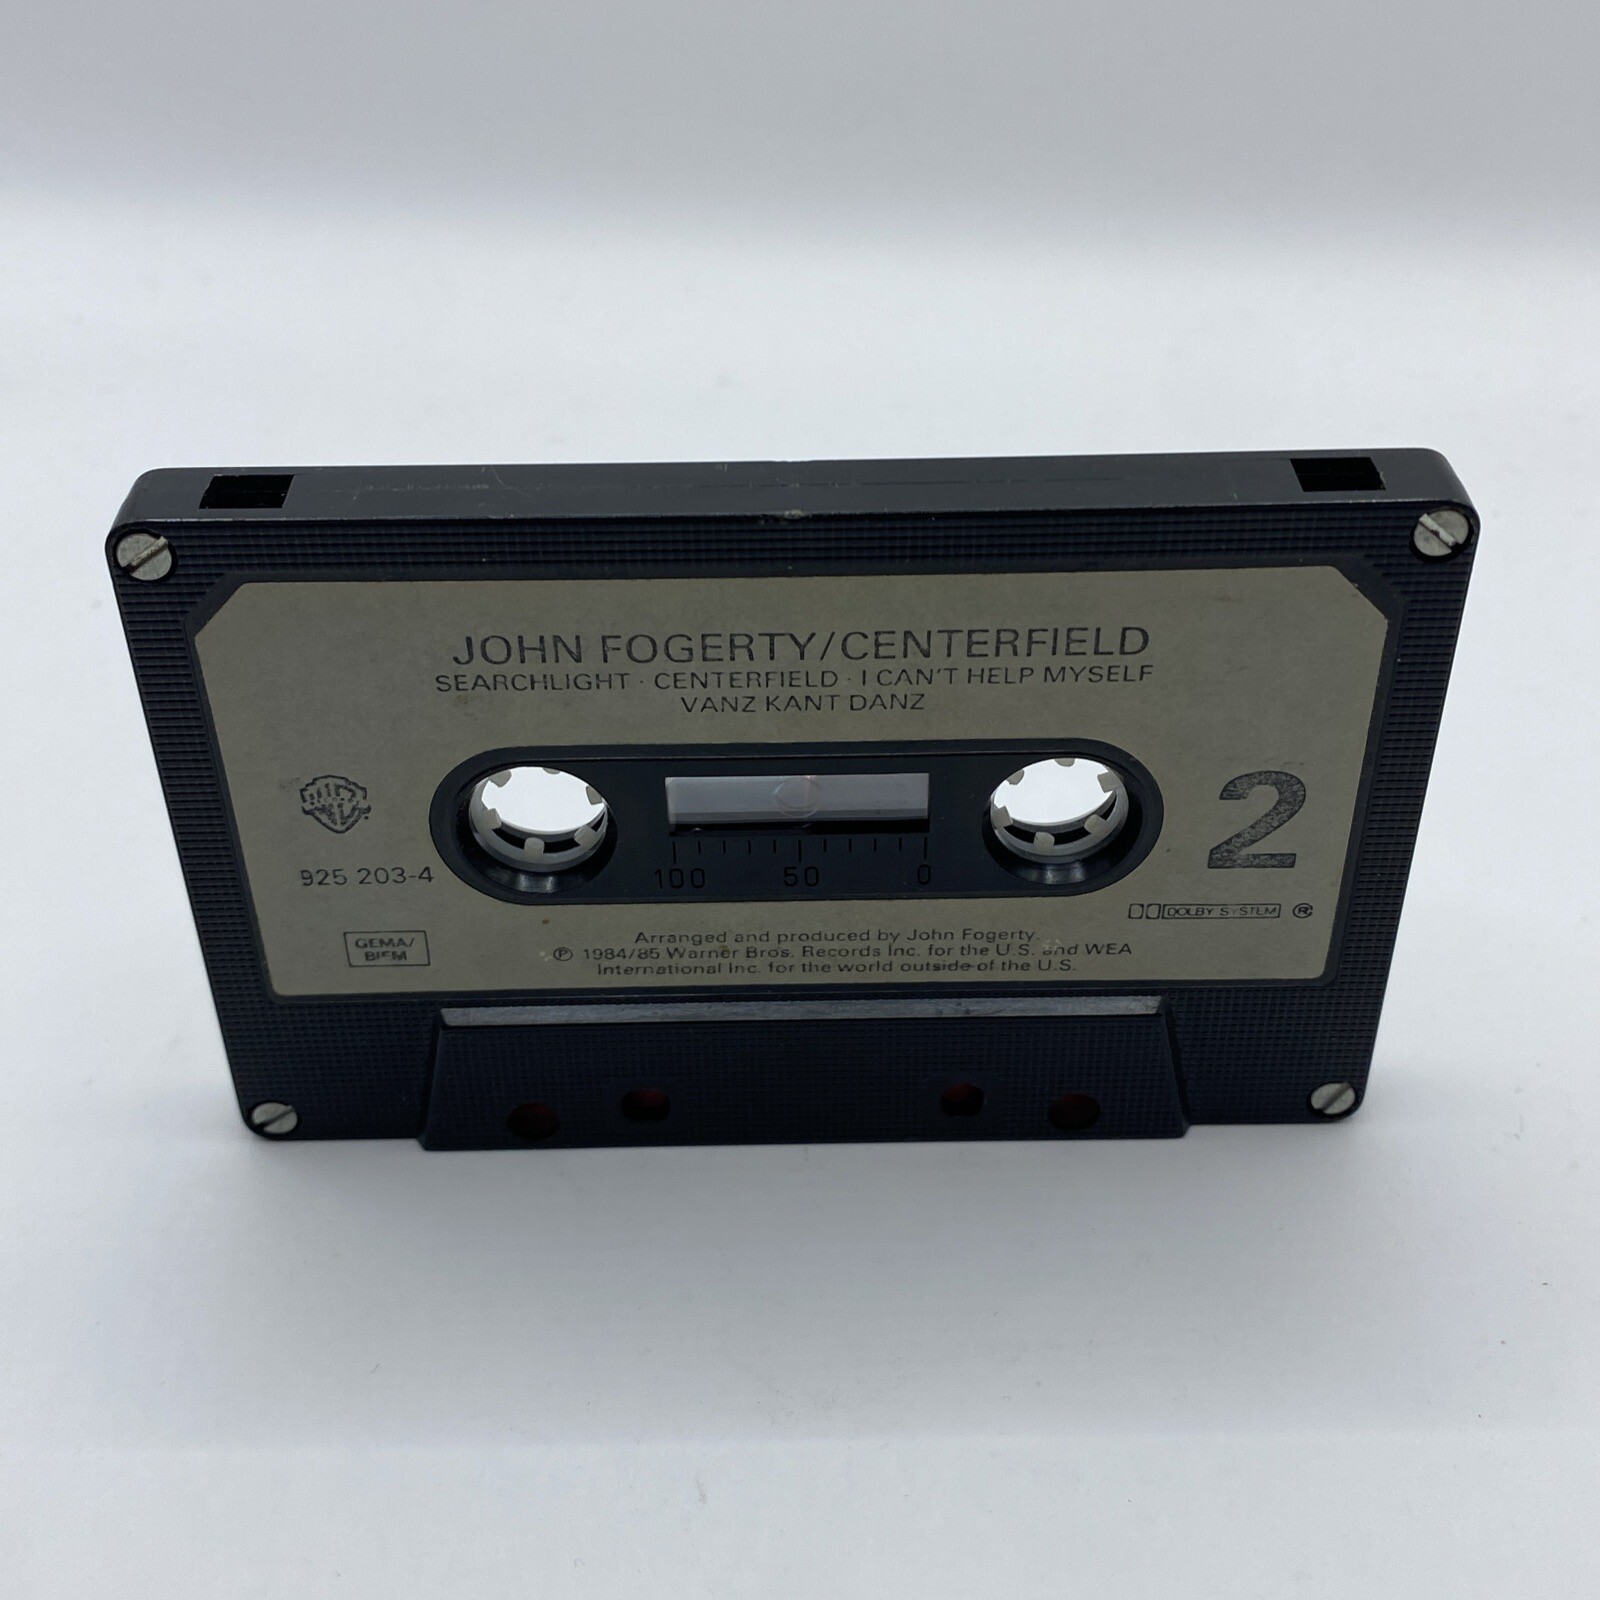 JOHN FOGERTY/CENTERFIELD
SEARCHLIGHT · CENTERFIELD · I CAN'T HELP MYSELF
VANZ KANT DANZ
2
925 203-4
100 50 0
DOLBY SYSTEM ®
GEMA/
BIEM
Arranged and produced by John Fogerty.
℗ 1984/85 Warner Bros. Records Inc. for the U.S. and WEA
International Inc. for the world outside of the U.S.